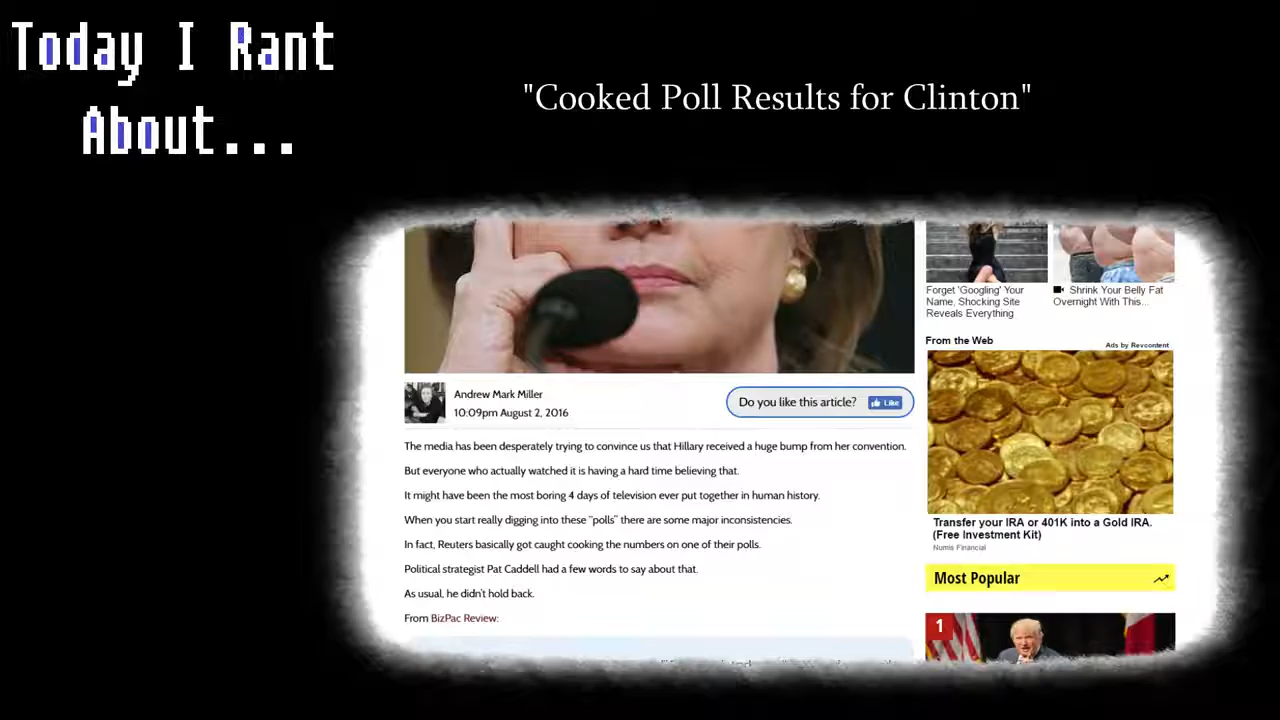 Today I Rant
About...
"Cooked Poll Results for Clinton"
Forget 'Googling' Your
Name, Shocking Site
Reveals Everything
Shrink Your Belly Fat
Overnight With This...
From the Web
Ads by Revcontent
Andrew Mark Miller
10:09pm August 2, 2016
Do you like this article?
Like
The media has been desperately trying to convince us that Hillary received a huge bump from her convention.
But everyone who actually watched it is having a hard time believing that.
It might have been the most boring 4 days of television ever put together in human history.
When you start really digging into these "polls" there are some major inconsistencies.
In fact, Reuters basically got caught cooking the numbers on one of their polls.
Political strategist Pat Caddell had a few words to say about that.
As usual, he didn't hold back.
From BizPac Review:
Transfer your IRA or 401K into a Gold IRA.
(Free Investment Kit)
Numis Financial
Most Popular
1